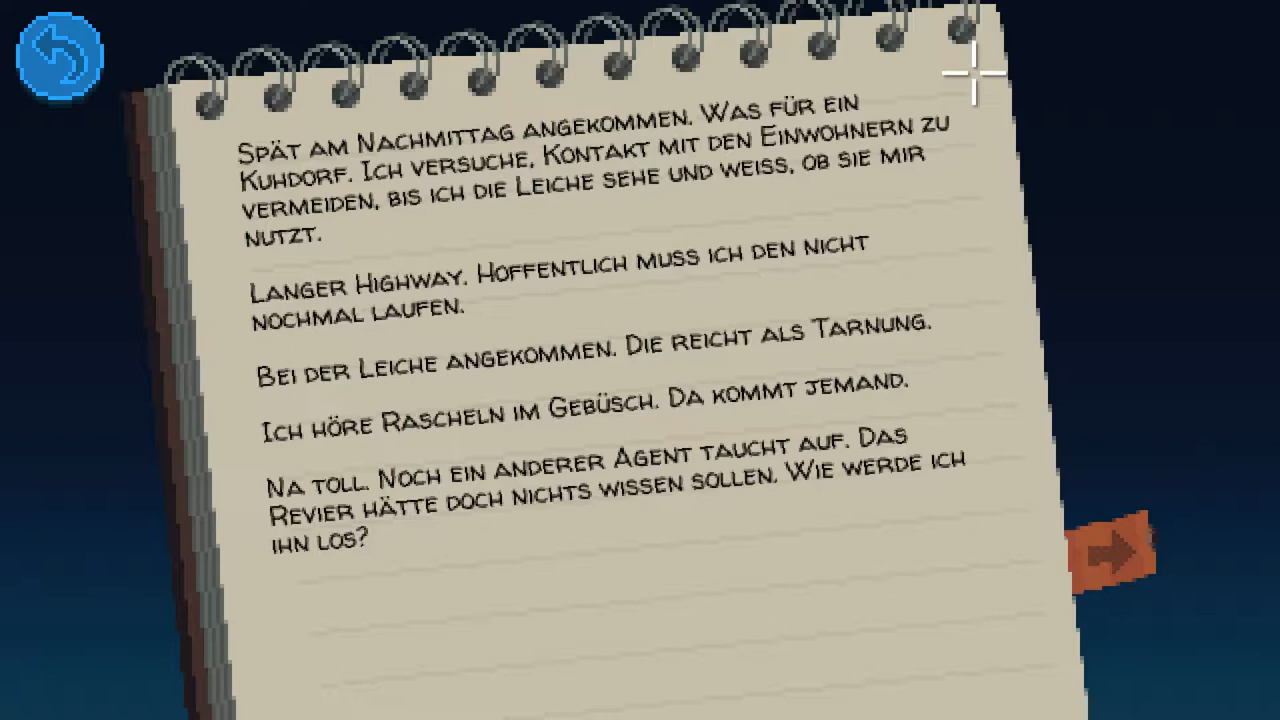 Spät am Nachmittag angekommen. Was für ein
Kuhdorf. Ich versuche, Kontakt mit den Einwohnern zu
vermeiden, bis ich die Leiche sehe und weiss, ob sie mir
nutzt.
Langer Highway. Hoffentlich muss ich den nicht
nochmal laufen.
Bei der Leiche angekommen. Die reicht als Tarnung.
Ich höre Rascheln im Gebüsch. Da kommt jemand.
Na toll. Noch ein anderer Agent taucht auf. Das
Revier hätte doch nichts wissen sollen. Wie werde ich
ihn los?